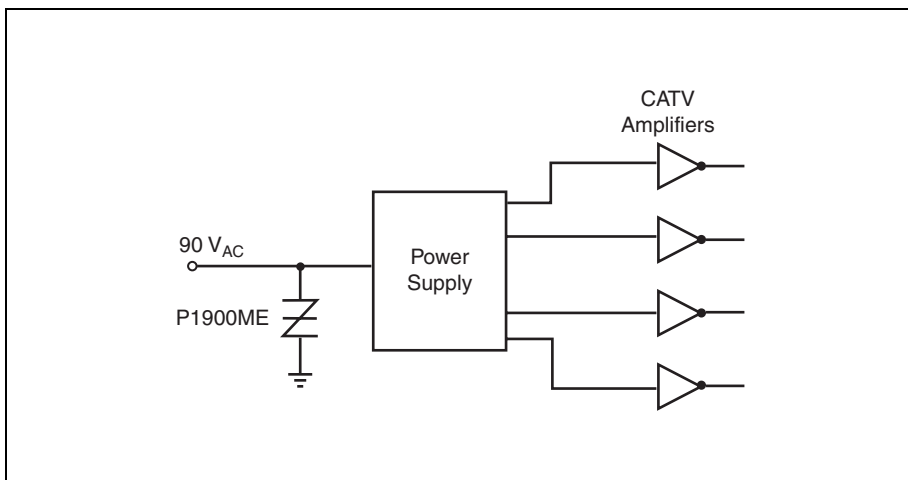 CATV
Amplifiers
90 VAC
Power
Supply
P1900ME